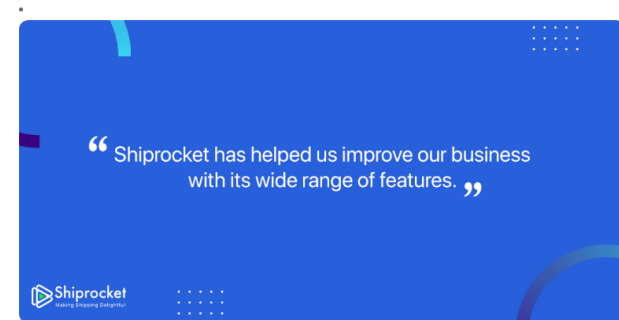 “ Shiprocket has helped us improve our business
with its wide range of features. ”
Shiprocket
Making Shipping Delightful